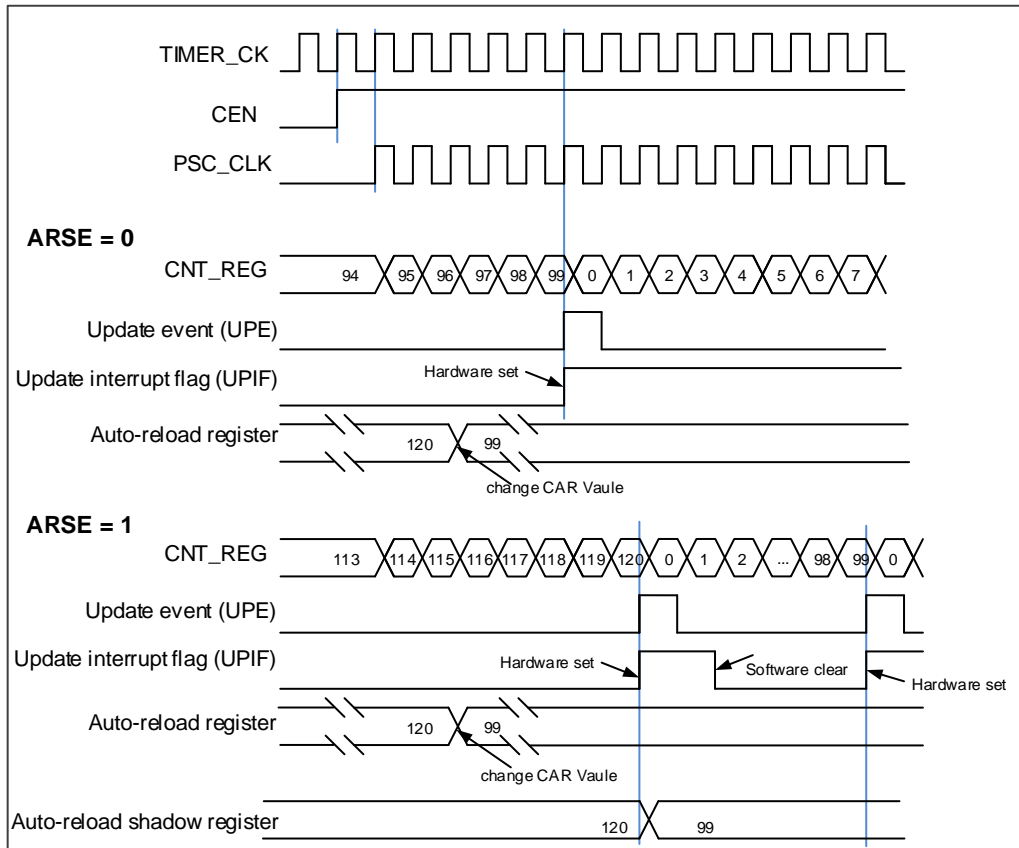 TIMER_CK
CEN
PSC_CLK
ARSE = 0
CNT_REG 94 95 96 97 98 99 0 1 2 3 4 5 6 7
Update event (UPE)
Update interrupt flag (UPIF) Hardware set
Auto-reload register 120 99
change CAR Vaule
ARSE = 1
CNT_REG 113 114 115 116 117 118 119 120 0 1 2 ... 98 99 0
Update event (UPE)
Update interrupt flag (UPIF) Hardware set Software clear Hardware set
Auto-reload register 120 99
change CAR Vaule
Auto-reload shadow register 120 99